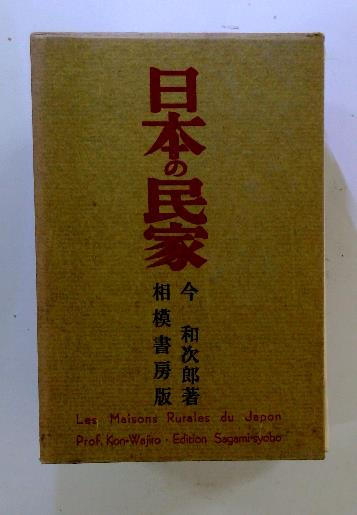 日本の民家
今 和次郎著
相模書房版
Les Maisons Rurales du Japon
Prof. Kon-Wajiro · Edition Sagami-syobo